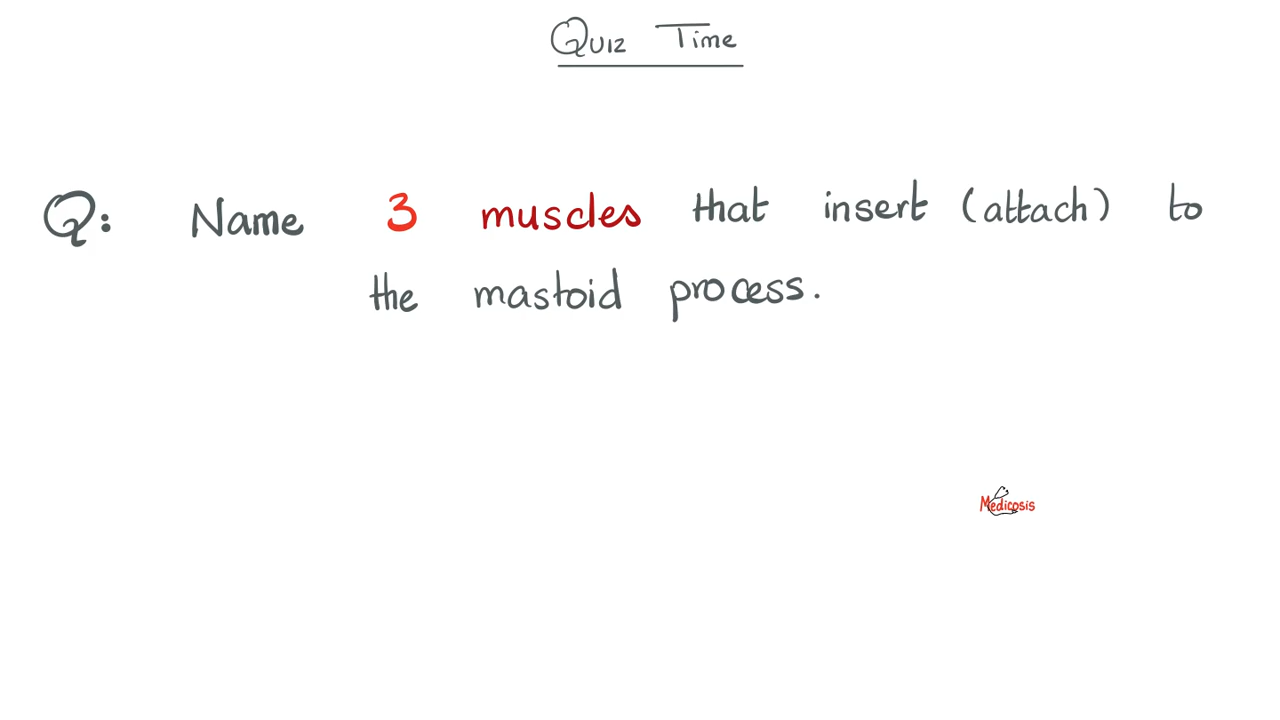 Quiz Time
Q: Name 3 muscles that insert (attach) to
the mastoid process.
Medicosis